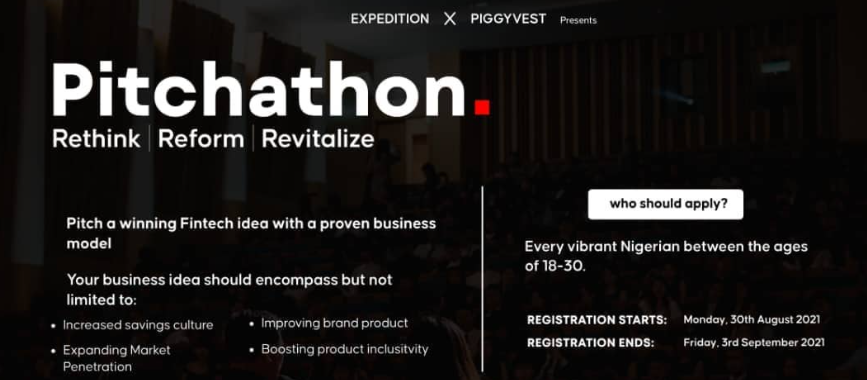 EXPEDITION X PIGGYVEST Presents
Pitchathon.
Rethink | Reform | Revitalize
Pitch a winning Fintech idea with a proven business
model
Your business idea should encompass but not
limited to:
• Increased savings culture
• Expanding Market
Penetration
• Improving brand product
• Boosting product inclusitvity
who should apply?
Every vibrant Nigerian between the ages
of 18-30.
REGISTRATION STARTS: Monday, 30th August 2021
REGISTRATION ENDS: Friday, 3rd September 2021